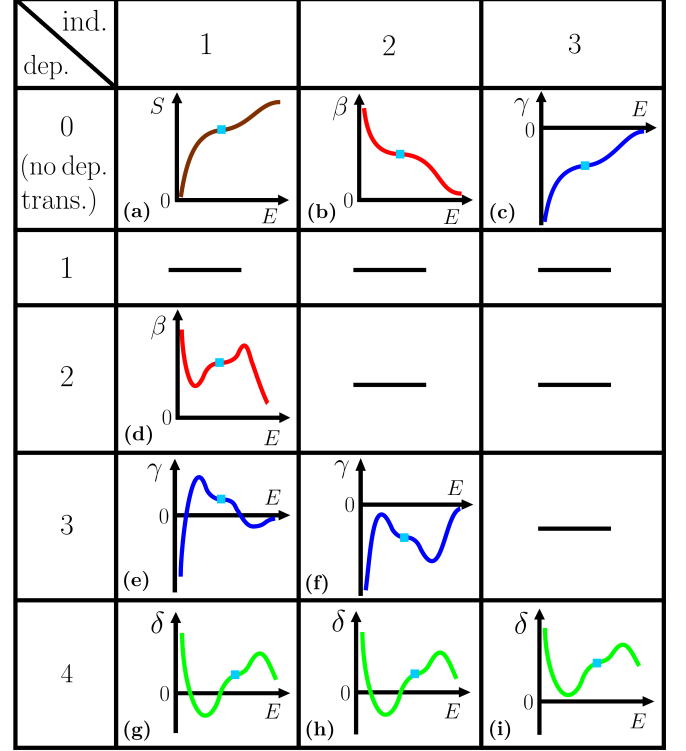 ind.
dep.
1
2
3
0
(no dep.
trans.)
S
0
E
(a)
β
0
E
(b)
γ
0
E
(c)
1
2
β
0
E
(d)
3
γ
0
E
(e)
γ
0
E
(f)
4
δ
0
E
(g)
δ
0
E
(h)
δ
0
E
(i)